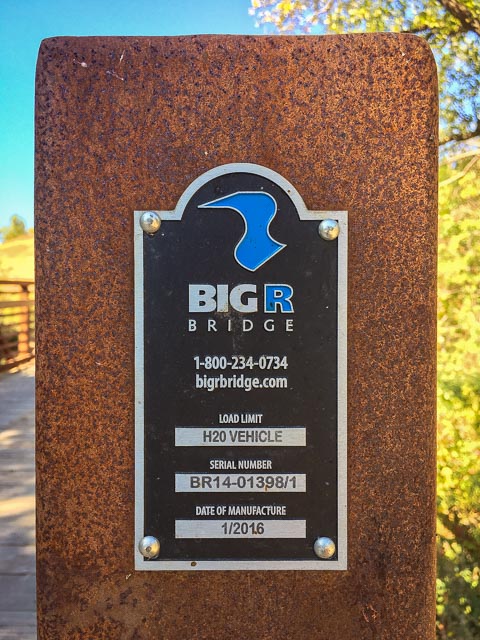 BIG R
BRIDGE
1-800-234-0734
bigrbridge.com
LOAD LIMIT
H20 VEHICLE
SERIAL NUMBER
BR14-01398/1
DATE OF MANUFACTURE
1/2016